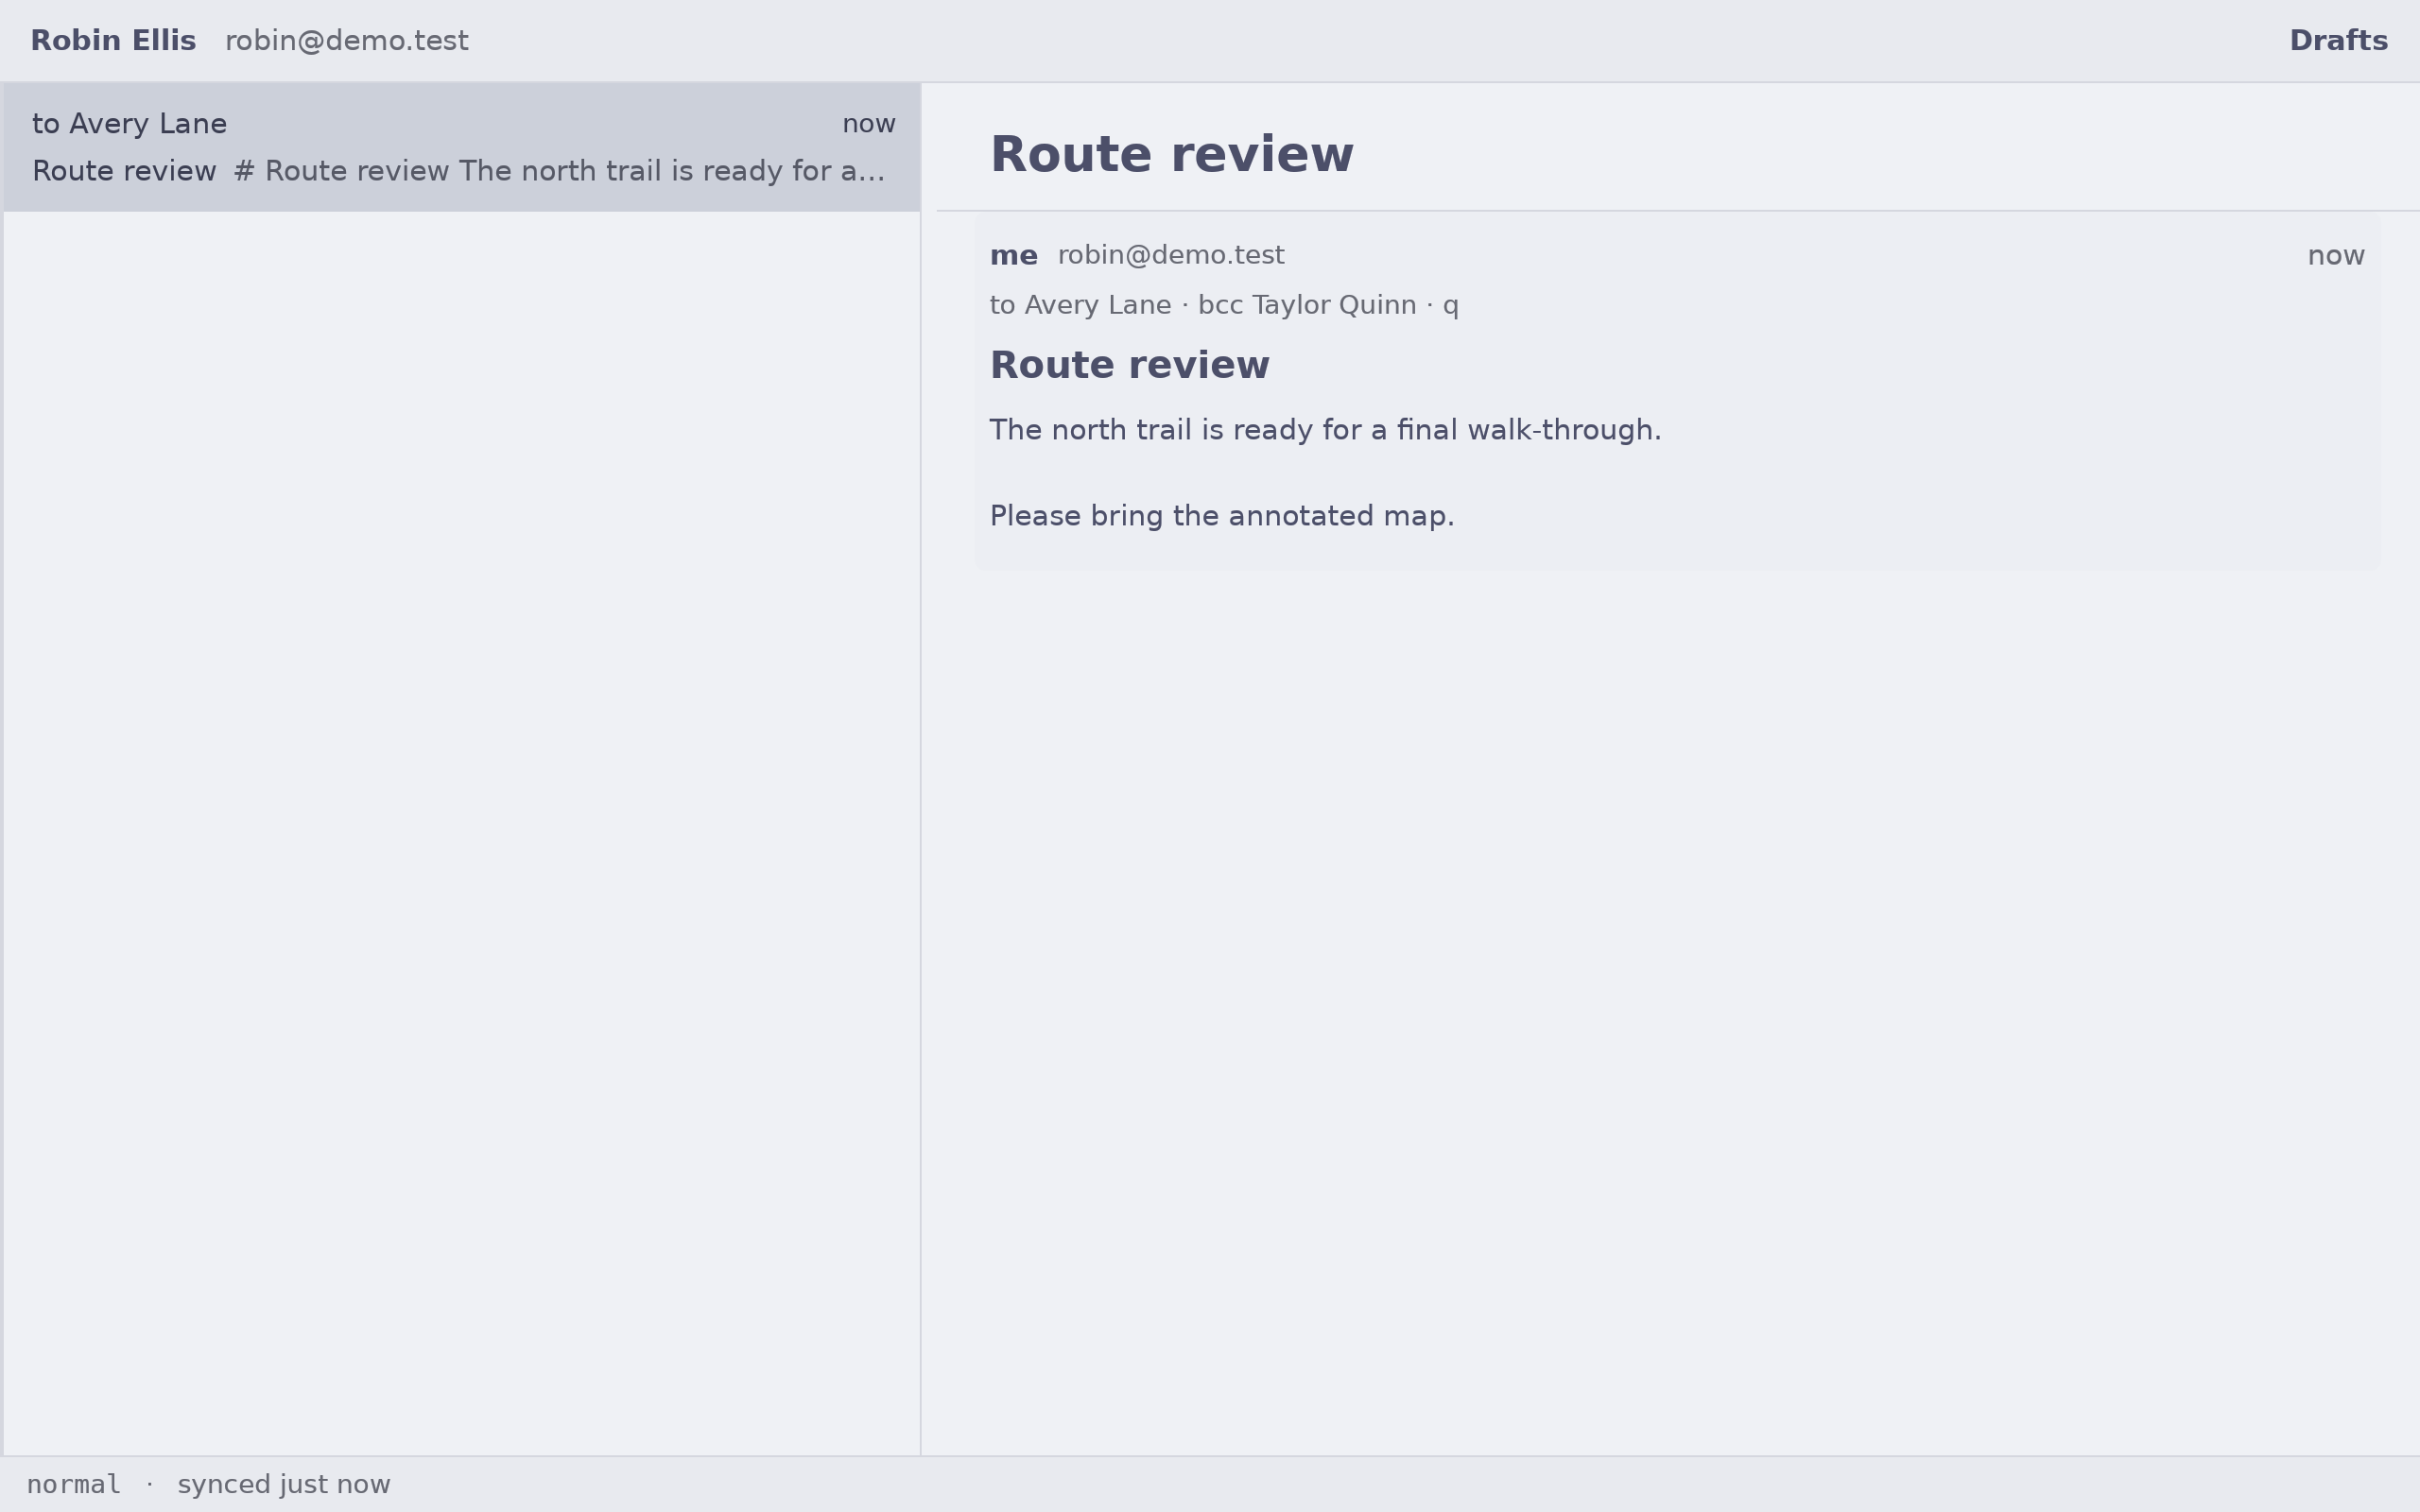 Robin Ellis robin@demo.test Drafts
to Avery Lane now
Route review # Route review The north trail is ready for a…
Route review
me robin@demo.test now
to Avery Lane · bcc Taylor Quinn · q
Route review
The north trail is ready for a final walk-through.
Please bring the annotated map.
normal · synced just now